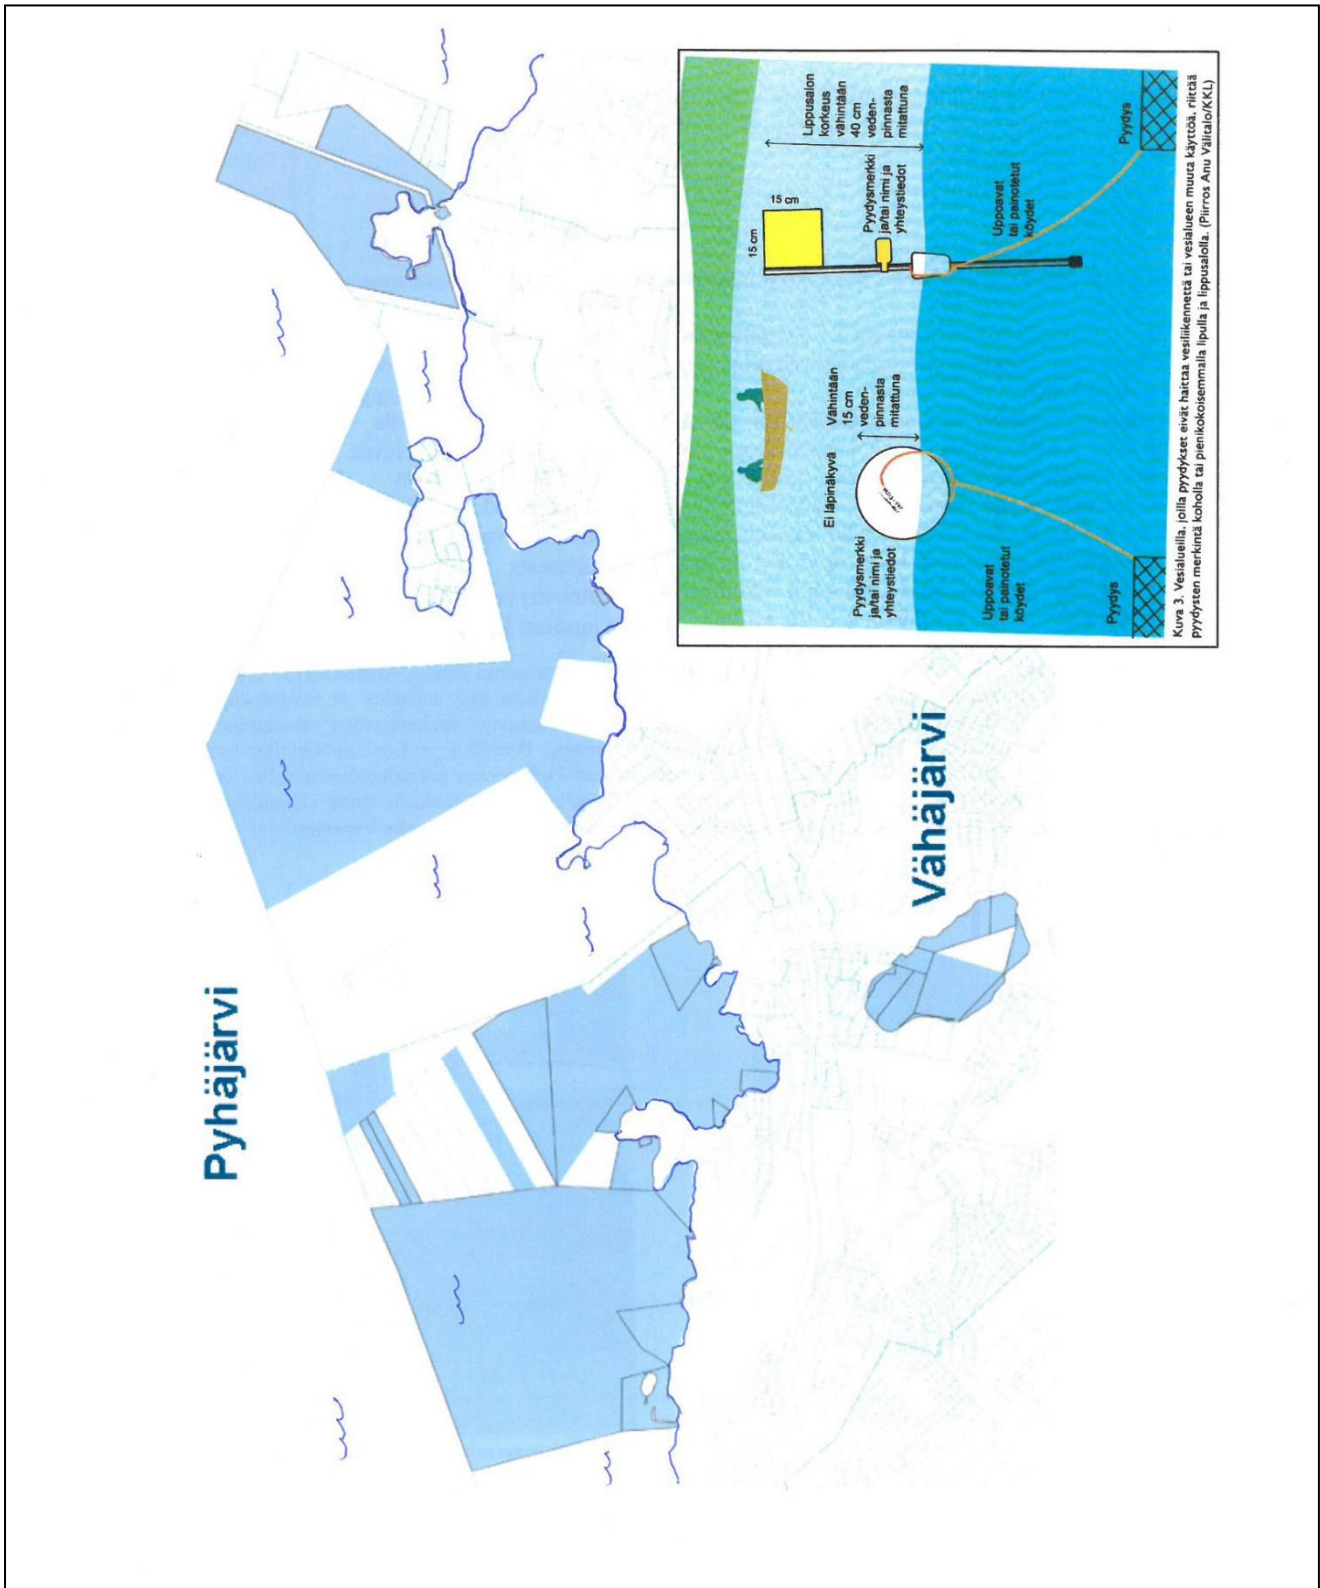 Pyhäjärvi
Vähäjärvi
Pyydysmerkki
ja/tai nimi ja
yhteystiedot
Ei läpinäkyvä
Vähintään
15 cm
veden-
pinnasta
mitattuna
Uppoavat
tai painotetut
köydet
Pyydys
15 cm
15 cm
Lippusalon
korkeus
vähintään
40 cm
veden-
pinnasta
mitattuna
Pyydysmerkki
ja/tai nimi ja
yhteystiedot
Uppoavat
tai painotetut
köydet
Pyydys
Kuva 3. Vesialueilla, joilla pyydykset eivät haittaa vesiliikennettä tai vesialueen muuta käyttöä, riittää
pyydysten merkintä koholla tai pienikokoisemmalla lipulla ja lippusalolla. (Piirros Anu Välitalo/KKL)